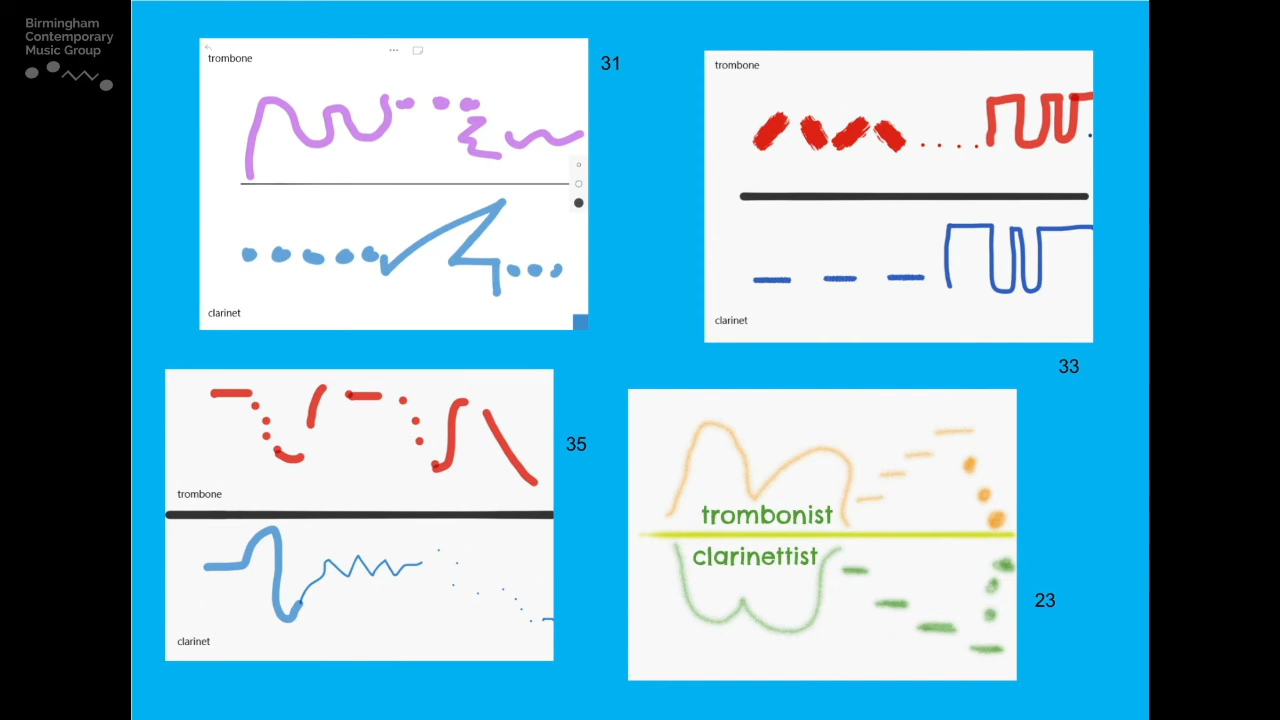 Birmingham
Contemporary
Music Group
trombone
31
clarinet
trombone
clarinet
33
35
trombone
clarinet
trombonist
clarinettist
23